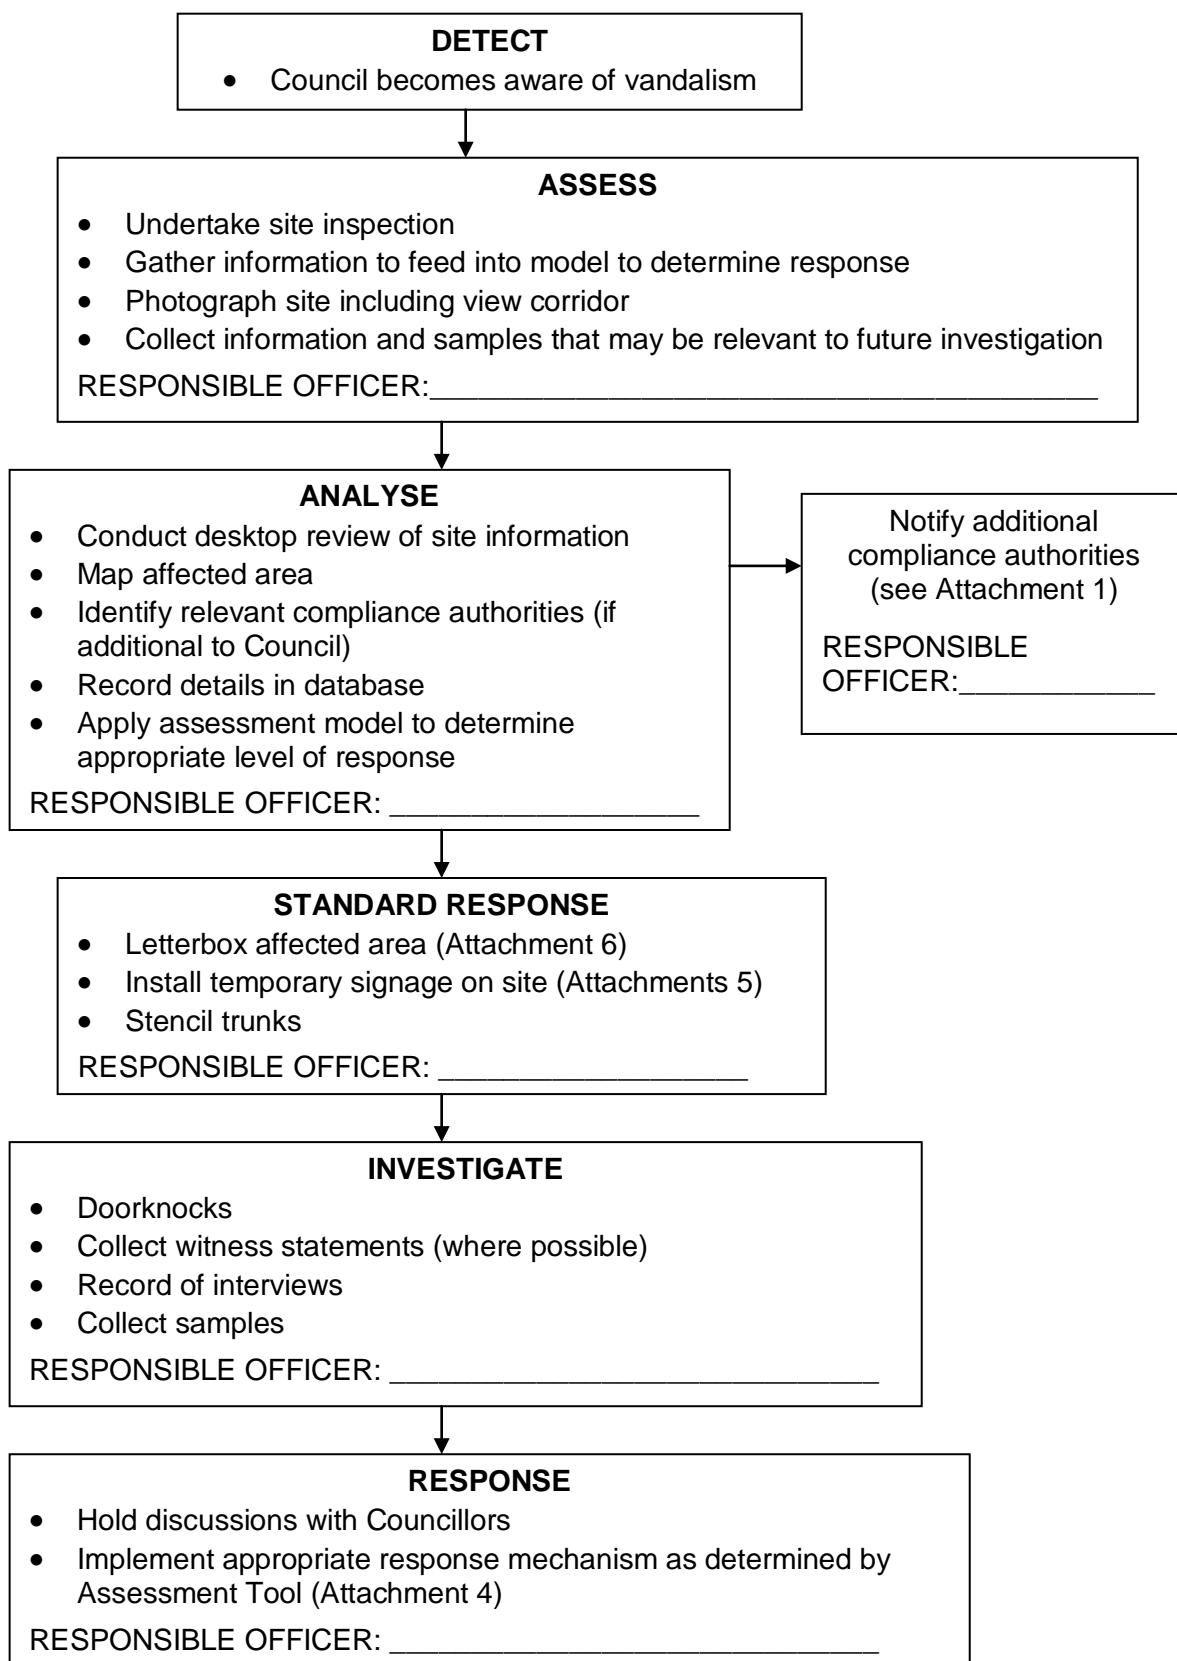 DETECT
• Council becomes aware of vandalism
ASSESS
• Undertake site inspection
• Gather information to feed into model to determine response
• Photograph site including view corridor
• Collect information and samples that may be relevant to future investigation
RESPONSIBLE OFFICER:_________________________________________
ANALYSE
• Conduct desktop review of site information
• Map affected area
• Identify relevant compliance authorities (if
additional to Council)
• Record details in database
• Apply assessment model to determine
appropriate level of response
RESPONSIBLE OFFICER: ___________________
Notify additional
compliance authorities
(see Attachment 1)
RESPONSIBLE
OFFICER:____________
STANDARD RESPONSE
• Letterbox affected area (Attachment 6)
• Install temporary signage on site (Attachments 5)
• Stencil trunks
RESPONSIBLE OFFICER: ___________________
INVESTIGATE
• Doorknocks
• Collect witness statements (where possible)
• Record of interviews
• Collect samples
RESPONSIBLE OFFICER: ______________________________
RESPONSE
• Hold discussions with Councillors
• Implement appropriate response mechanism as determined by
Assessment Tool (Attachment 4)
RESPONSIBLE OFFICER: ______________________________